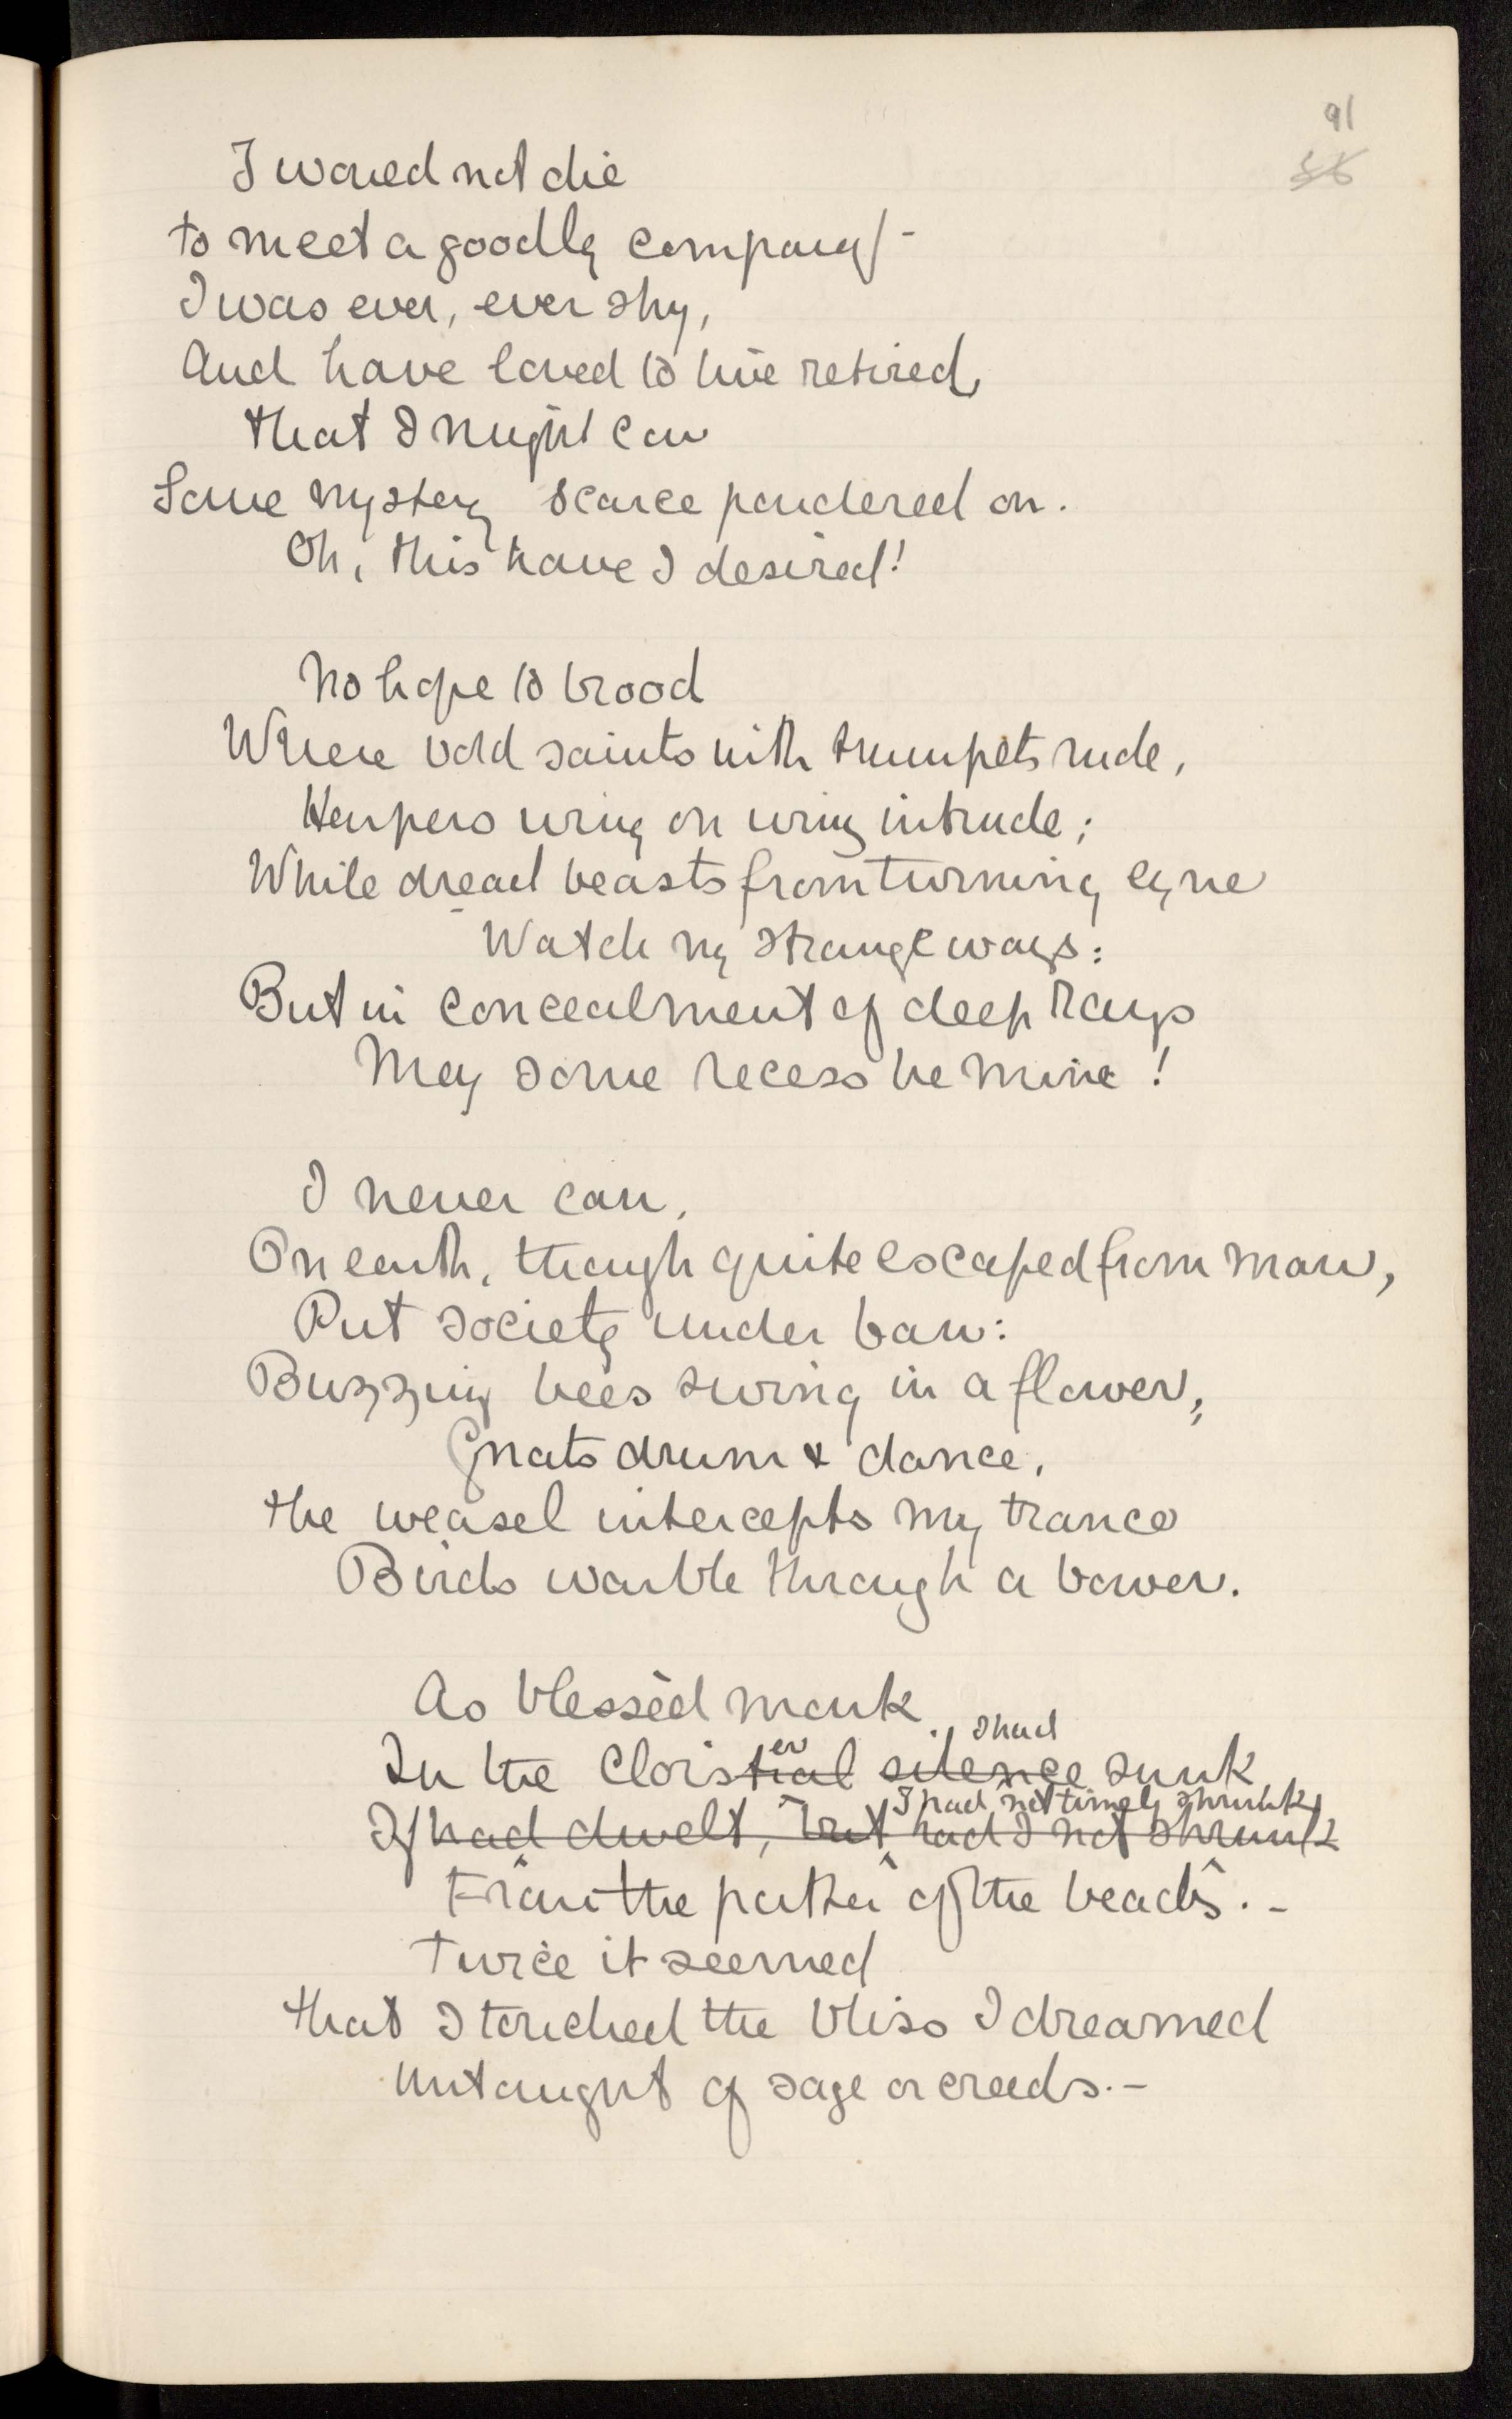 91
56
I would not die
to meet a goodly company -
I was ever, ever shy,
And have loved to live retired,
that I might con
Some mystery scarce pondered on.
Oh, this have I desired!
No hope to brood
Where bold saints with trumpets rude,
Harpers wing on wing intrude;
While dread beasts from turning eyne
Watch my strange ways:
But in concealment of deep rays
May some recess be mine!
I never can,
On earth, though quite escaped from man,
Put society under ban:
Buzzing bees swing in a flower,
Gnats drum & dance,
the weasel intercepts my trance
Birds warble through a bower.
As blessèd monk
er I had
In the cloistral silence sunk
I had not timely shrunk
If had dwelt, but had I not shrunk
From the patter of the beads. -
Twice it seemed
that I touched the bliss I dreamed
Untaught of sage or creeds. -